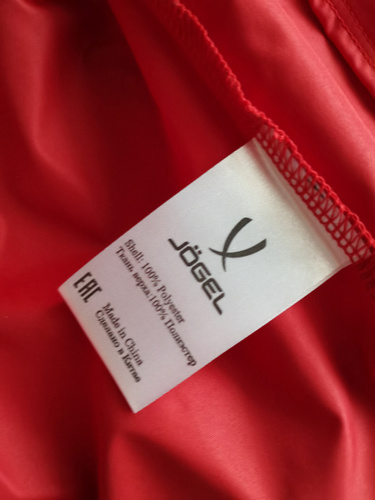 JÖGEL
Shell: 100% Polyester
Ткань верха:100% Полиэстер
EAC
Made in China
Сделано в Китае